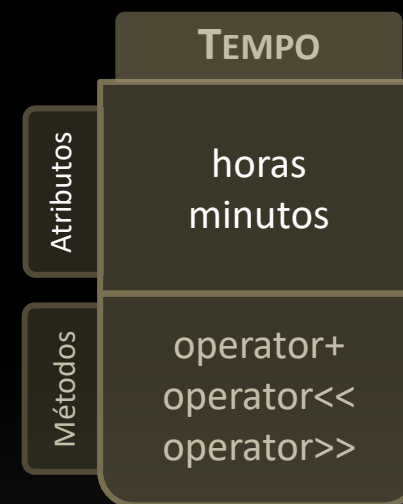 TEMPO
Atributos
horas
minutos
Métodos
operator+
operator<<
operator>>